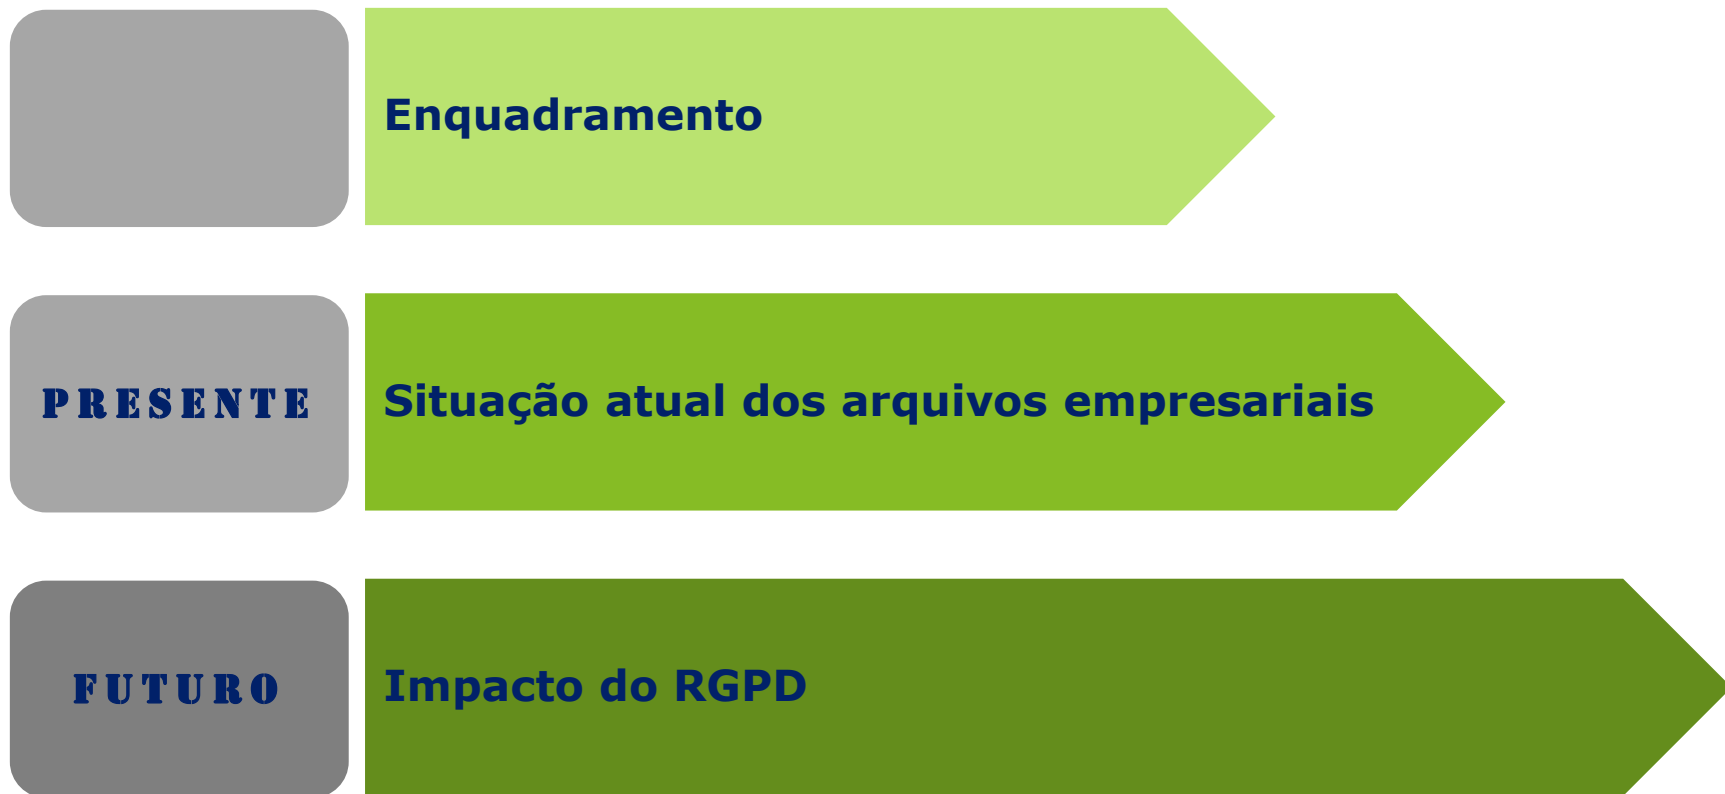 Enquadramento
PRESENTE
Situação atual dos arquivos empresariais
FUTURO
Impacto do RGPD